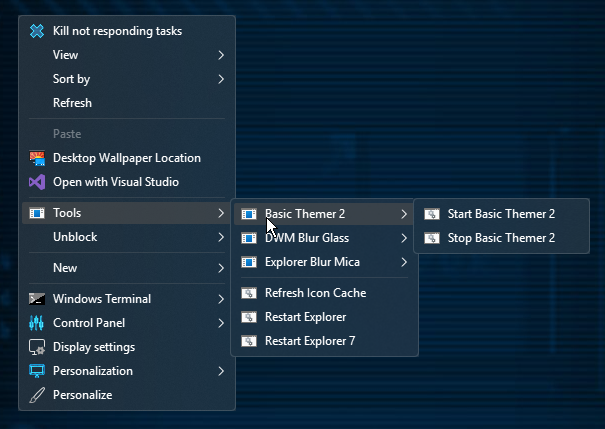 Kill not responding tasks
View
Sort by
Refresh
Paste
Desktop Wallpaper Location
Open with Visual Studio
Tools
Unblock
New
Windows Terminal
Control Panel
Display settings
Personalization
Personalize
Basic Themer 2
DWM Blur Glass
Explorer Blur Mica
Refresh Icon Cache
Restart Explorer
Restart Explorer 7
Start Basic Themer 2
Stop Basic Themer 2